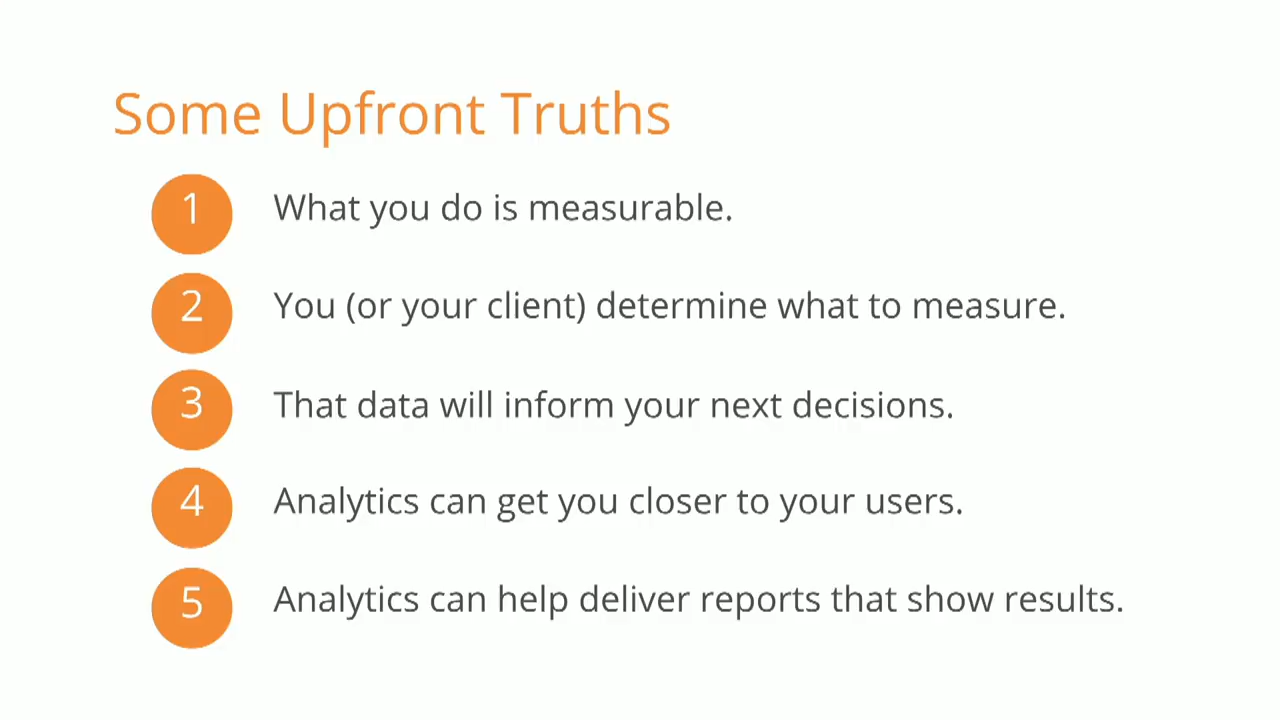 Some Upfront Truths
1 What you do is measurable.
2 You (or your client) determine what to measure.
3 That data will inform your next decisions.
4 Analytics can get you closer to your users.
5 Analytics can help deliver reports that show results.